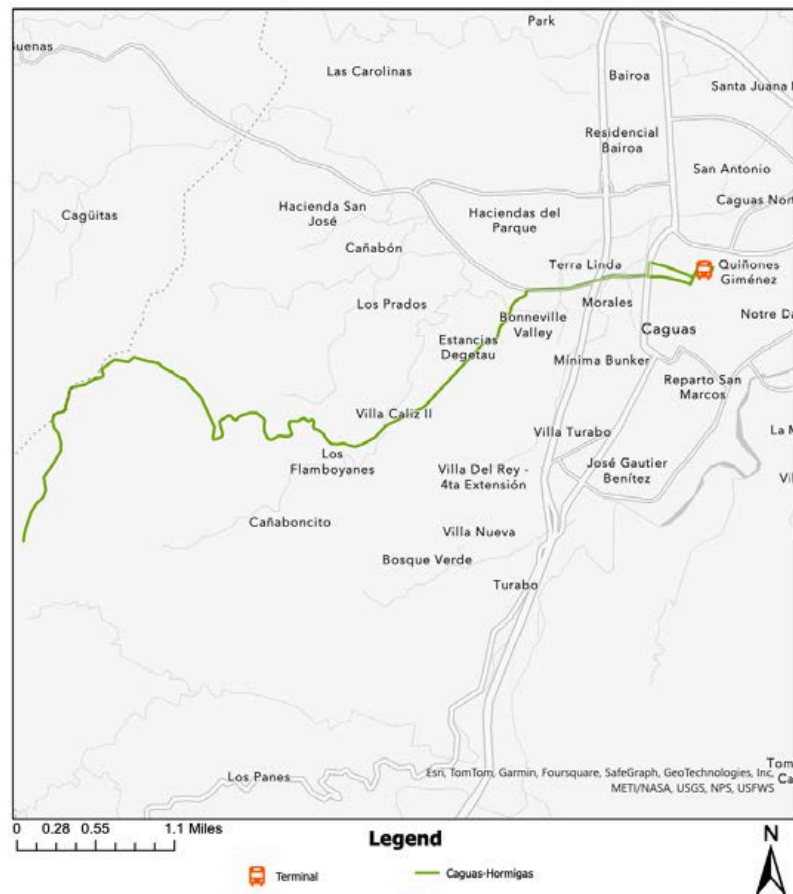 Park
Buenas
Las Carolinas
Bairoa
Santa Juana
Residencial
Bairoa
San Antonio
Cagüitas
Hacienda San
José
Haciendas del
Parque
Caguas Nort
Cañabón
Terra Linda
Quiñones
Giménez
Los Prados
Morales
Bonneville
Valley
Caguas
Notre Da
Estancias
Degetau
Mínima Bunker
Reparto San
Marcos
Villa Caliz II
Villa Turabo
La M
Los
Flamboyanes
Villa Del Rey -
4ta Extensión
José Gautier
Benítez
Vil
Cañaboncito
Villa Nueva
Bosque Verde
Turabo
Los Panes
Tom
Ca
Esri, TomTom, Garmin, Foursquare, SafeGraph, GeoTechnologies, Inc,
METI/NASA, USGS, NPS, USFWS
0 0.28 0.55 1.1 Miles
Legend
N
Terminal
Caguas-Hormigas